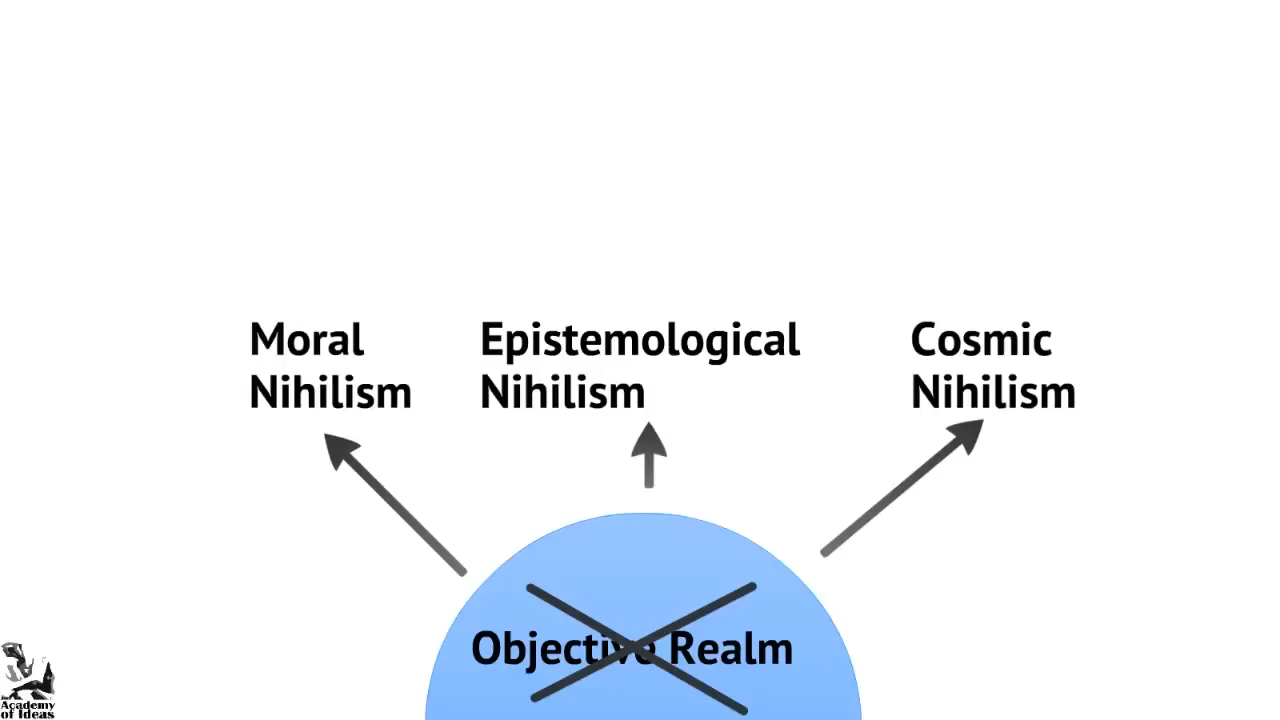 Moral
Nihilism
Epistemological
Nihilism
Cosmic
Nihilism
Objective Realm
Academy
of Ideas